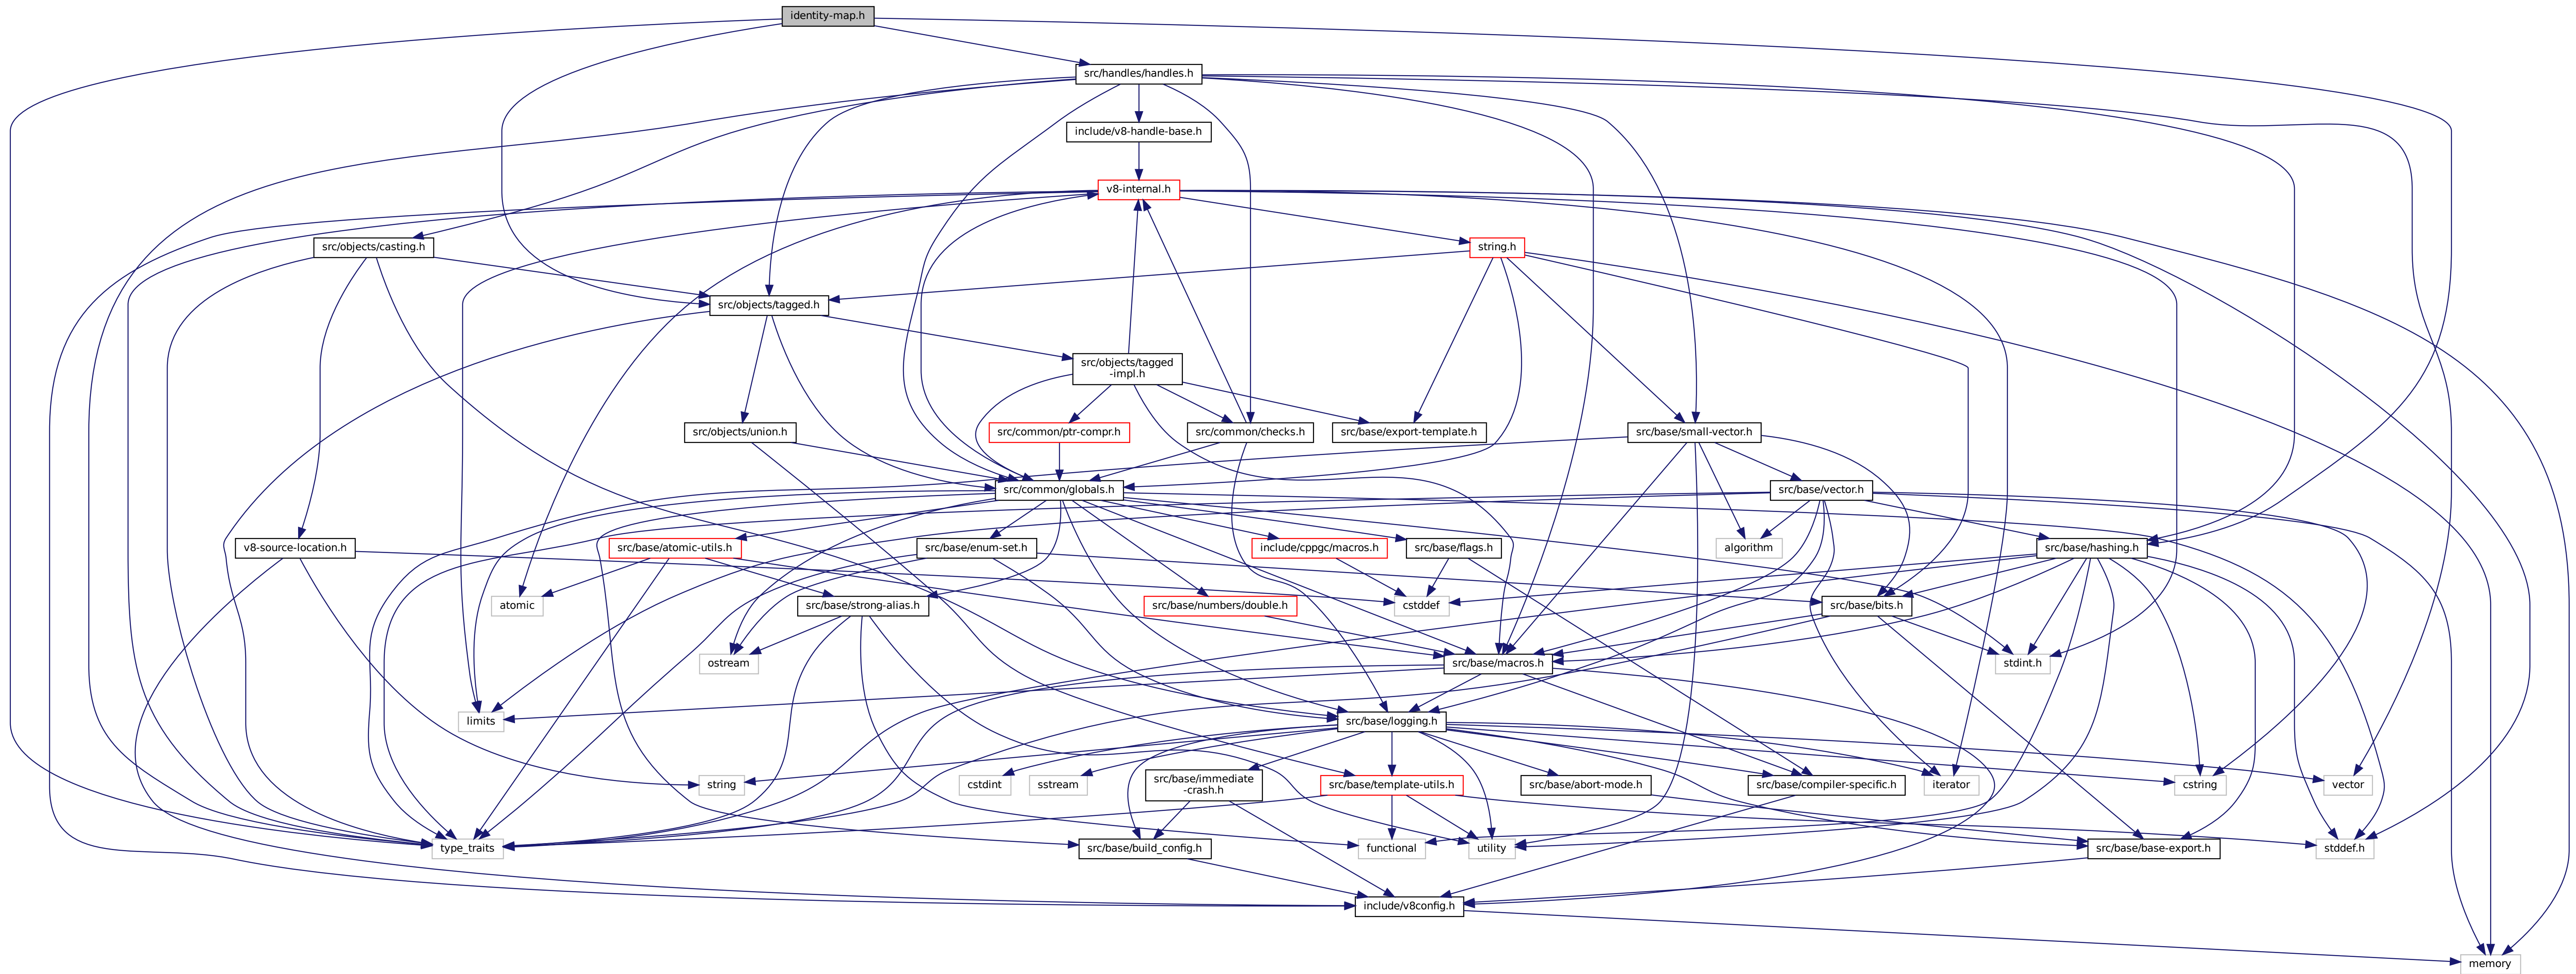 identity-map.h
src/handles/handles.h
include/v8-handle-base.h
v8-internal.h
src/objects/casting.h
string.h
src/objects/tagged.h
src/objects/tagged
-impl.h
src/objects/union.h
src/common/ptr-compr.h
src/common/checks.h
src/base/export-template.h
src/base/small-vector.h
src/common/globals.h
src/base/vector.h
v8-source-location.h
src/base/atomic-utils.h
src/base/enum-set.h
include/cppgc/macros.h
src/base/flags.h
algorithm
src/base/hashing.h
atomic
src/base/strong-alias.h
src/base/numbers/double.h
cstddef
src/base/bits.h
ostream
src/base/macros.h
stdint.h
limits
src/base/logging.h
string
cstdint
sstream
src/base/immediate
-crash.h
src/base/template-utils.h
src/base/abort-mode.h
src/base/compiler-specific.h
iterator
cstring
vector
type_traits
src/base/build_config.h
functional
utility
src/base/base-export.h
stddef.h
include/v8config.h
memory